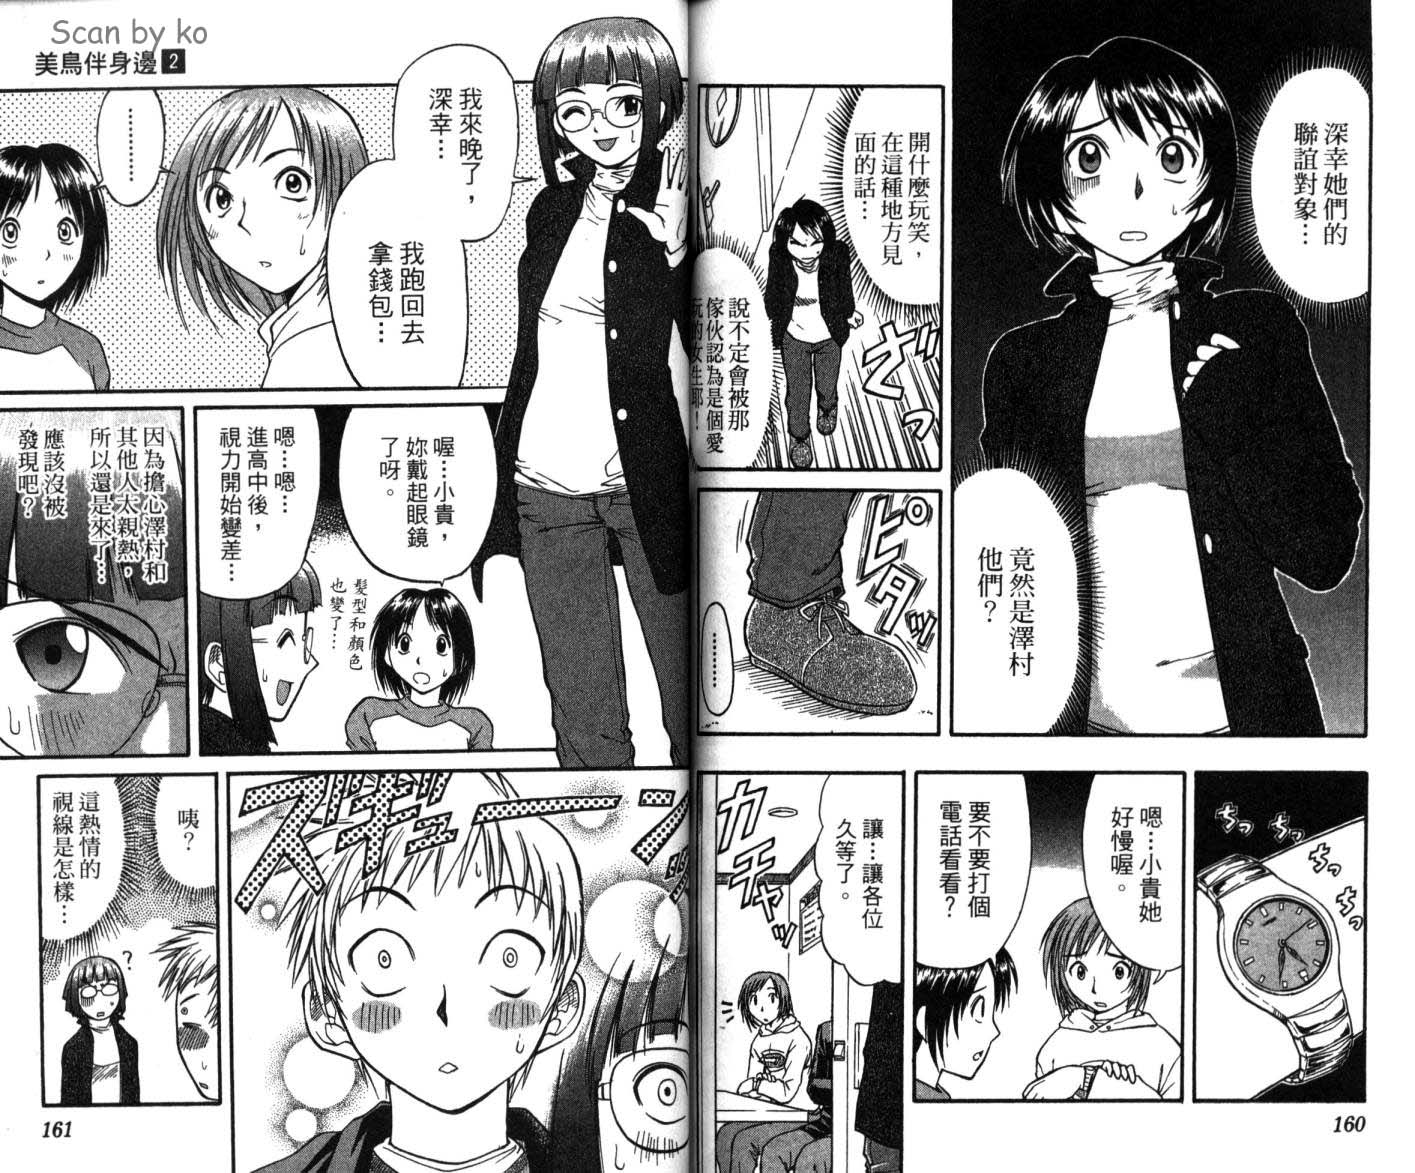 Scan by ko
美鳥伴身邊 2
深幸她們的
聯誼對象…
竟然是澤村
他們？
開什麼玩笑，
在這種地方見
面的話…
說不定會被那
傢伙認為是個愛
玩的女生耶！
ざっ
ピタッ
………
ちっ
ちっ
ちっ
ちっ
嗯…小貴她
好慢喔。
要不要打個
電話看看？
讓…讓各位
久等了。
カチャッ
160
我來晚了，
深幸…
我跑回去
拿錢包…
………
喔…小貴，
妳戴起眼鏡
了呀。
髮型和顏色
也變了…
嗯…嗯…
進高中後，
視力開始變差…
因為擔心澤村和
其他人太親熱，
所以還是來了…
應該沒被
發現吧？
ズギューン
咦？
這熱情的
視線是怎樣…
？
161